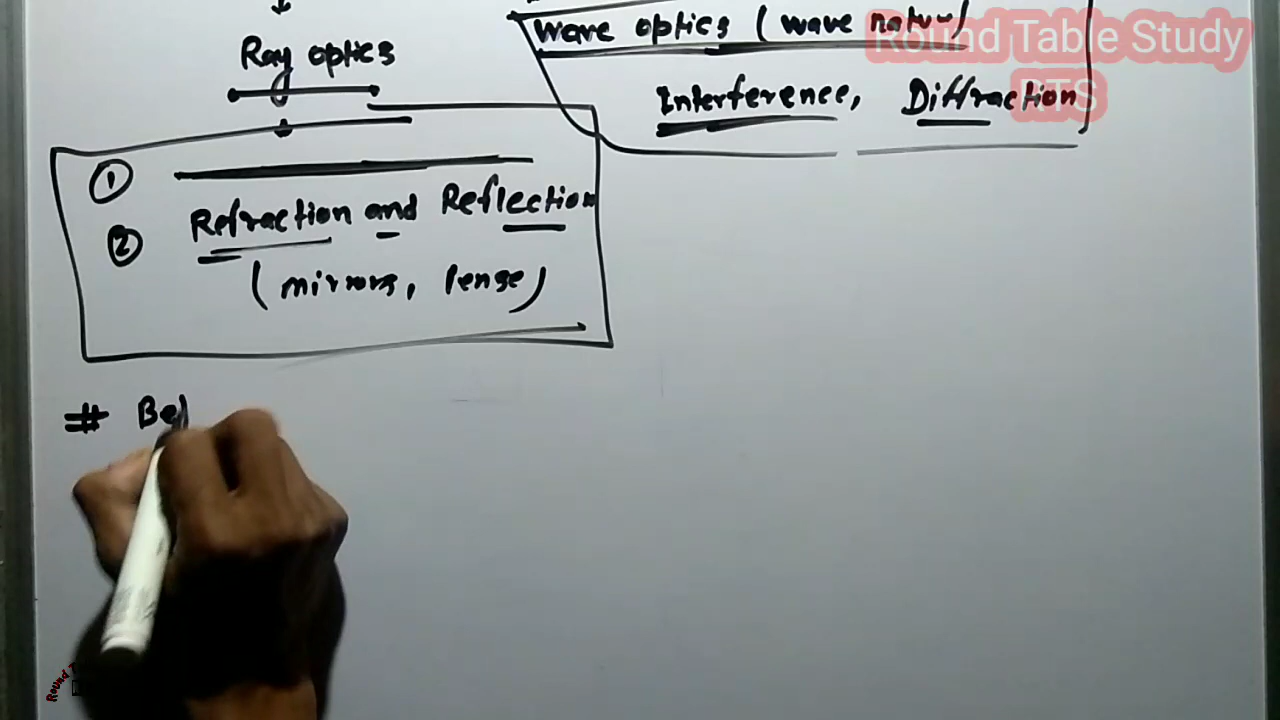 Ray optics
Wave optics (wave nature)
Interference, Diffraction
①
② Refraction and Reflection
(mirrors, lense)
# Bef
Round Table Study
RTS